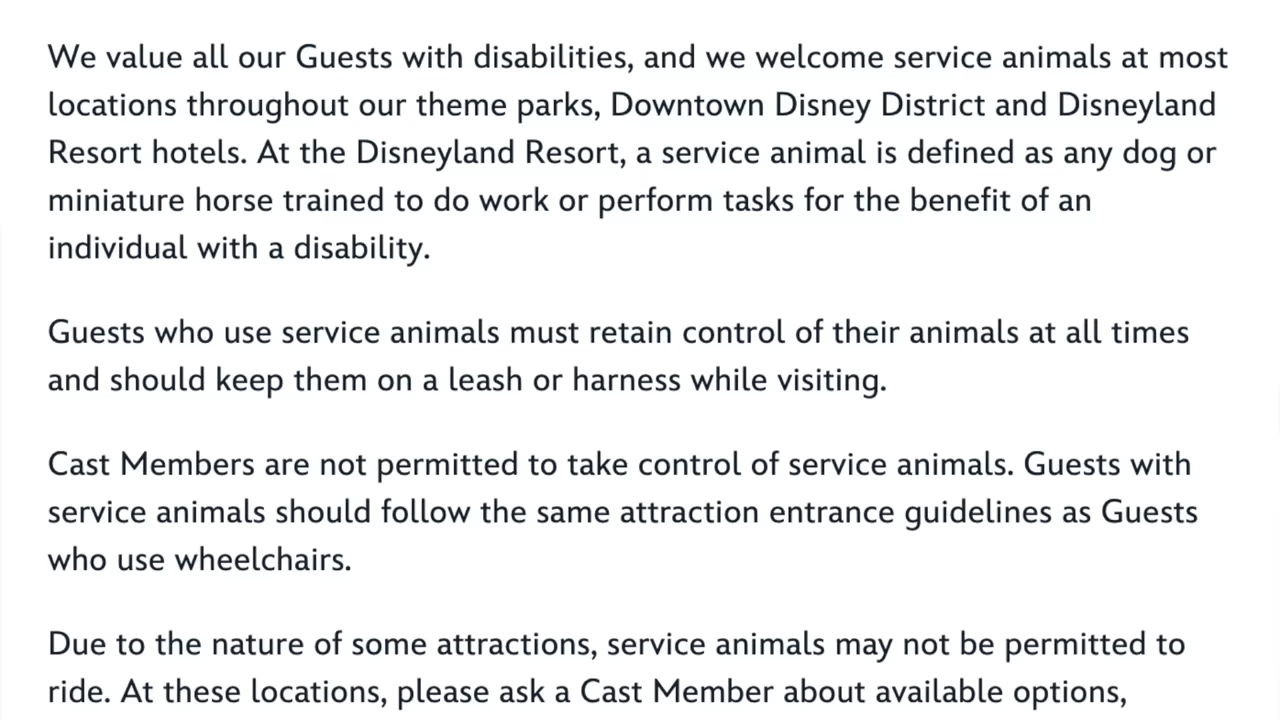 We value all our Guests with disabilities, and we welcome service animals at most
locations throughout our theme parks, Downtown Disney District and Disneyland
Resort hotels. At the Disneyland Resort, a service animal is defined as any dog or
miniature horse trained to do work or perform tasks for the benefit of an
individual with a disability.
Guests who use service animals must retain control of their animals at all times
and should keep them on a leash or harness while visiting.
Cast Members are not permitted to take control of service animals. Guests with
service animals should follow the same attraction entrance guidelines as Guests
who use wheelchairs.
Due to the nature of some attractions, service animals may not be permitted to
ride. At these locations, please ask a Cast Member about available options,